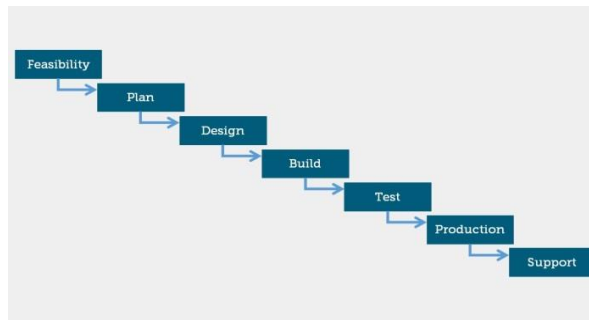 Feasibility
Plan
Design
Build
Test
Production
Support